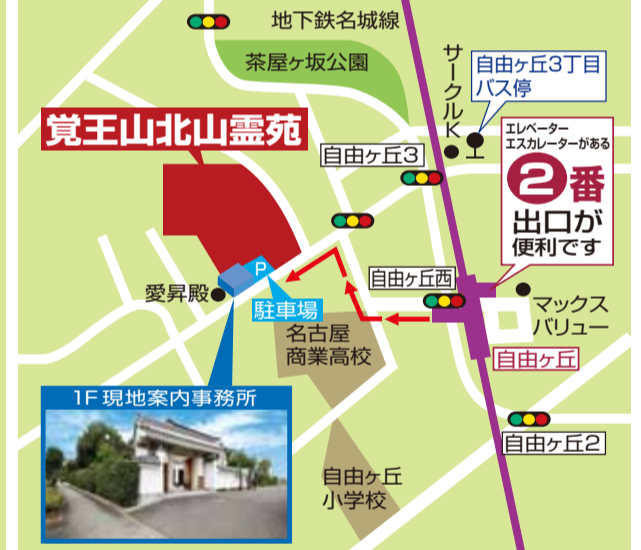 地下鉄名城線
茶屋ヶ坂公園
サークルK
自由ヶ丘3丁目
バス停
覚王山北山霊苑
自由ヶ丘3
エレベーター
エスカレーターがある
2番
出口が
便利です
自由ヶ丘西
P
愛昇殿
駐車場
マックス
バリュー
名古屋
商業高校
自由ヶ丘
1F現地案内事務所
自由ヶ丘2
自由ヶ丘
小学校